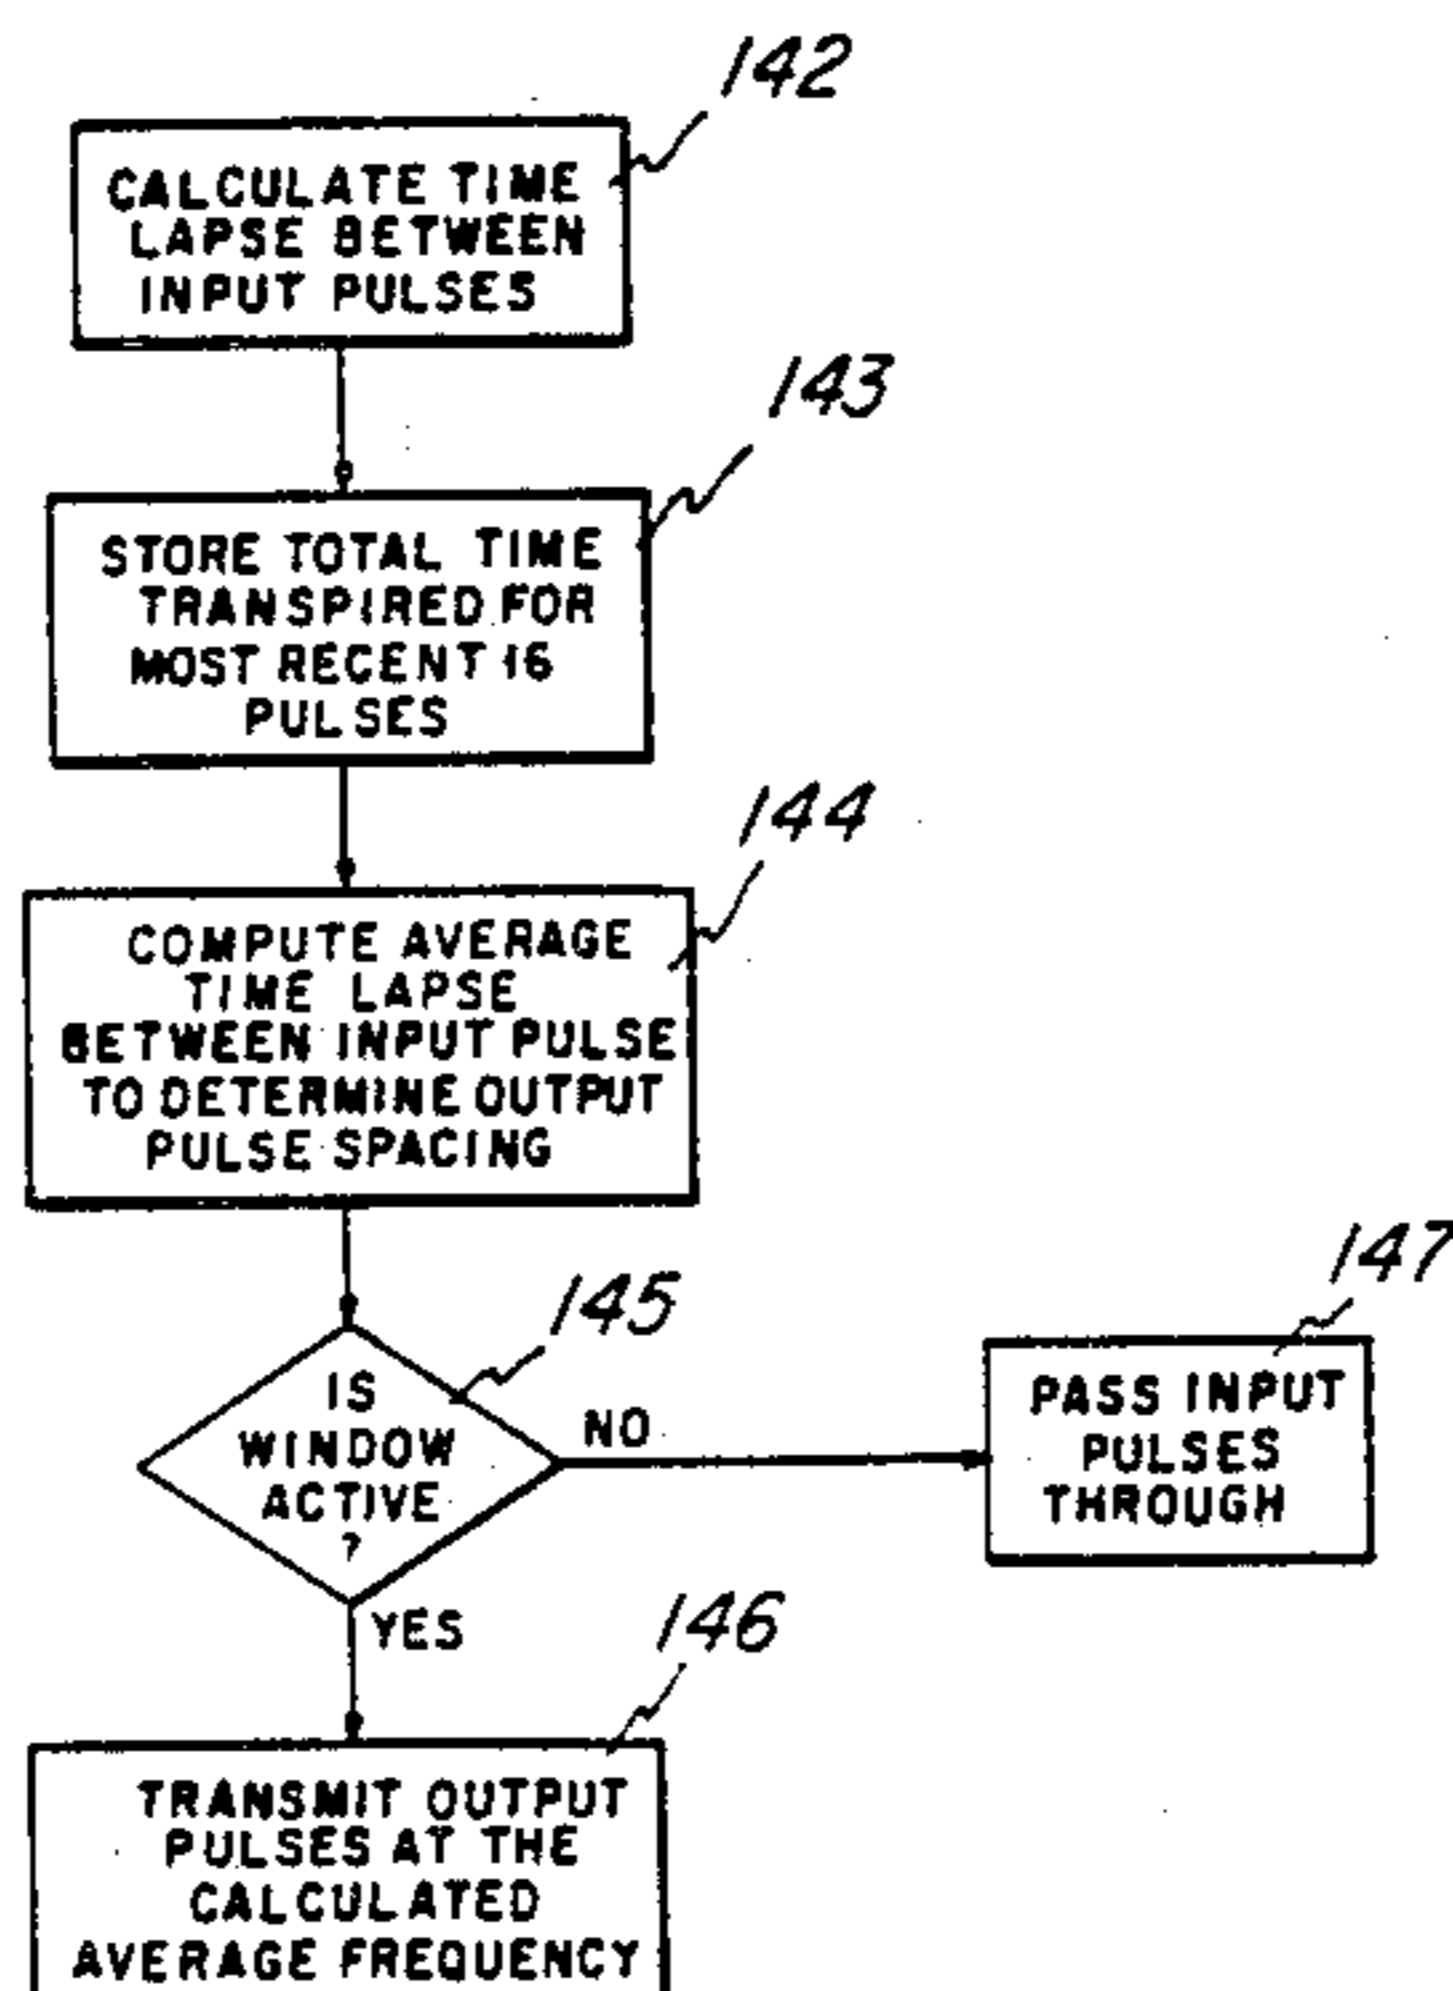 142
CALCULATE TIME
LAPSE BETWEEN
INPUT PULSES
143
STORE TOTAL TIME
TRANSPIRED FOR
MOST RECENT 16
PULSES
144
COMPUTE AVERAGE
TIME LAPSE
BETWEEN INPUT PULSE
TO DETERMINE OUTPUT
PULSE SPACING
145
IS
WINDOW
ACTIVE
?
NO
147
PASS INPUT
PULSES
THROUGH
YES
146
TRANSMIT OUTPUT
PULSES AT THE
CALCULATED
AVERAGE FREQUENCY